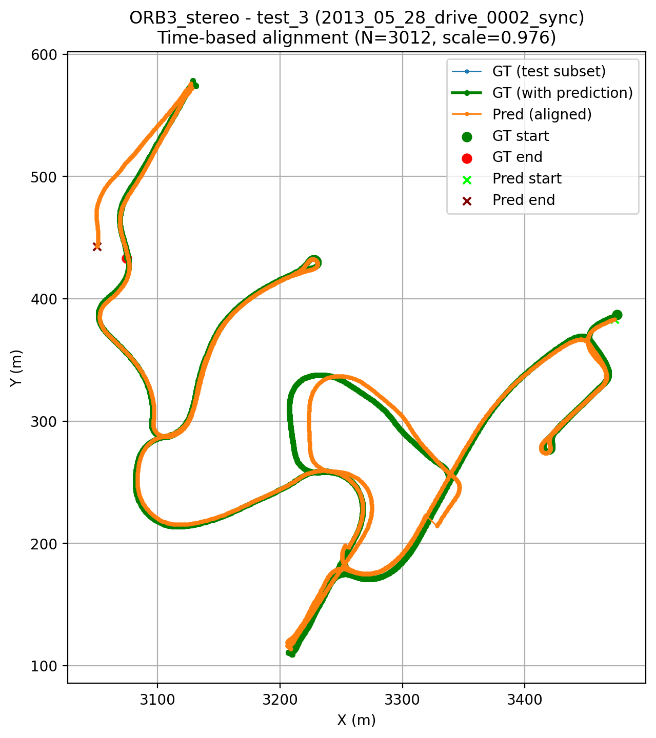 ORB3_stereo - test_3 (2013_05_28_drive_0002_sync)
Time-based alignment (N=3012, scale=0.976)
GT (test subset)
GT (with prediction)
Pred (aligned)
GT start
GT end
Pred start
Pred end
600
500
400
300
200
100
Y (m)
3100
3200
3300
3400
X (m)